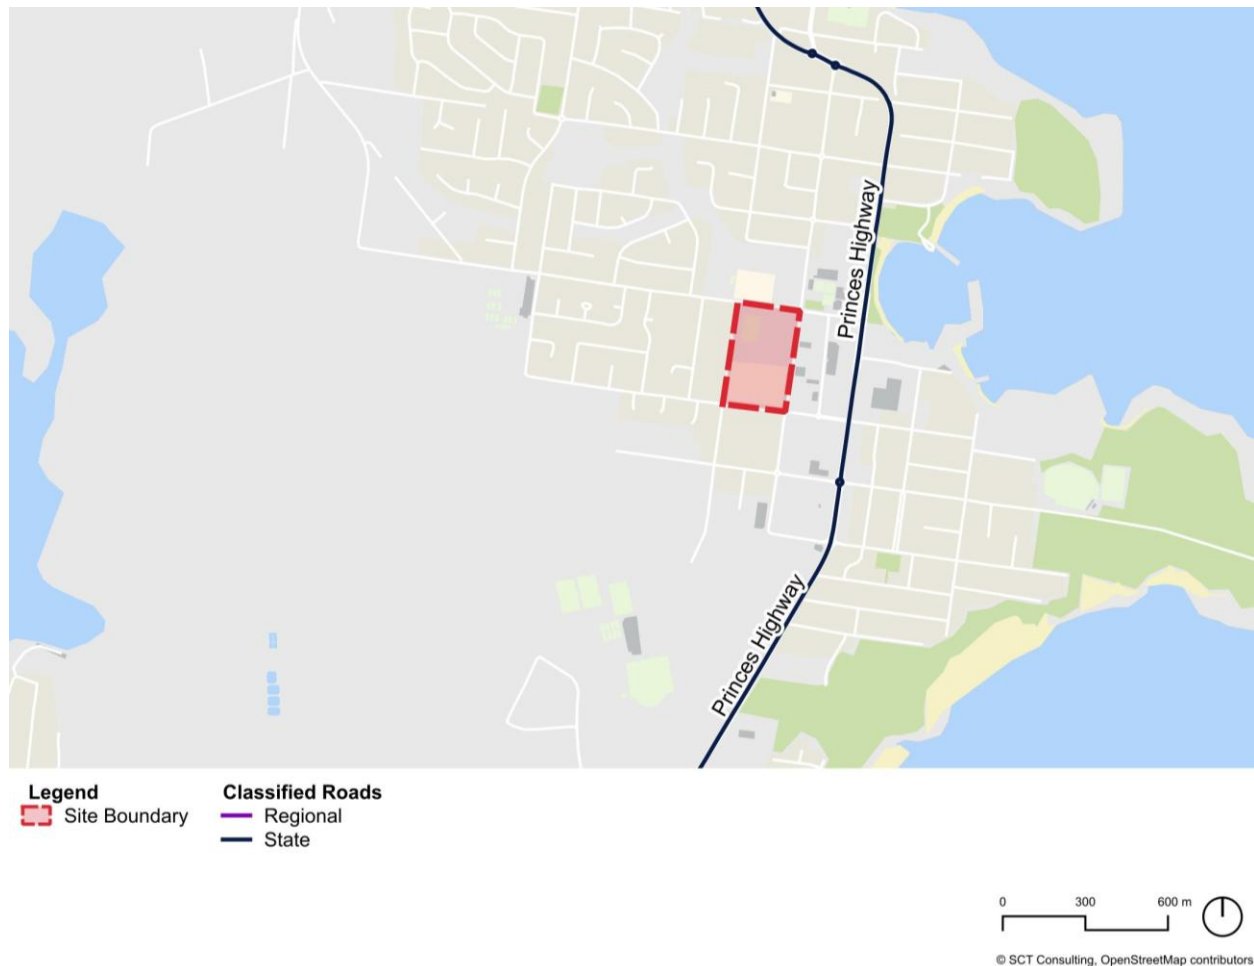 Princes Highway
Princes Highway
Legend
Site Boundary
Classified Roads
Regional
State
0 300 600 m
© SCT Consulting, OpenStreetMap contributors